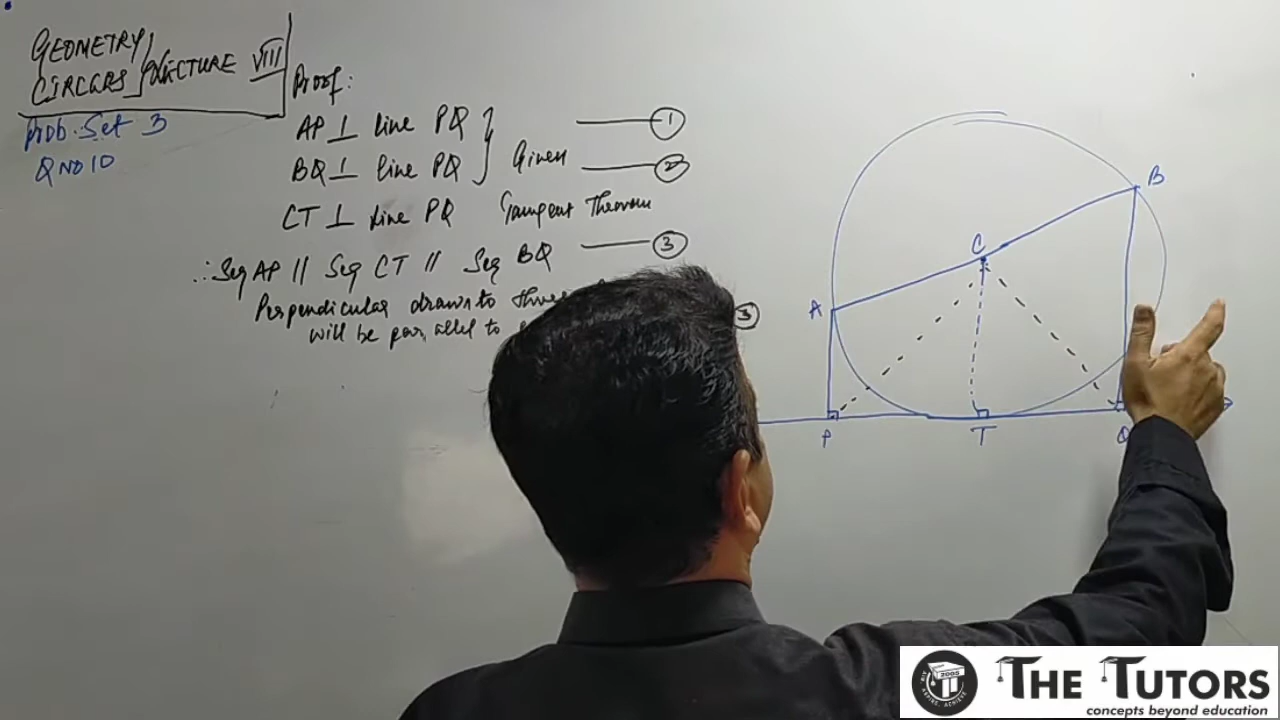 GEOMETRY
CIRCLES LECTURE VIII
Prob. Set 3
Q NO 10
Proof:
AP ⊥ line PQ ①
BQ ⊥ line PQ Given ②
CT ⊥ line PQ Tangent Theorem
③
∴ Seg AP || Seg CT || Seg BQ
Perpendicular drawn to
will be parallel to
③
A
B
C
P
T
Q
2005
THE TUTORS
concepts beyond education